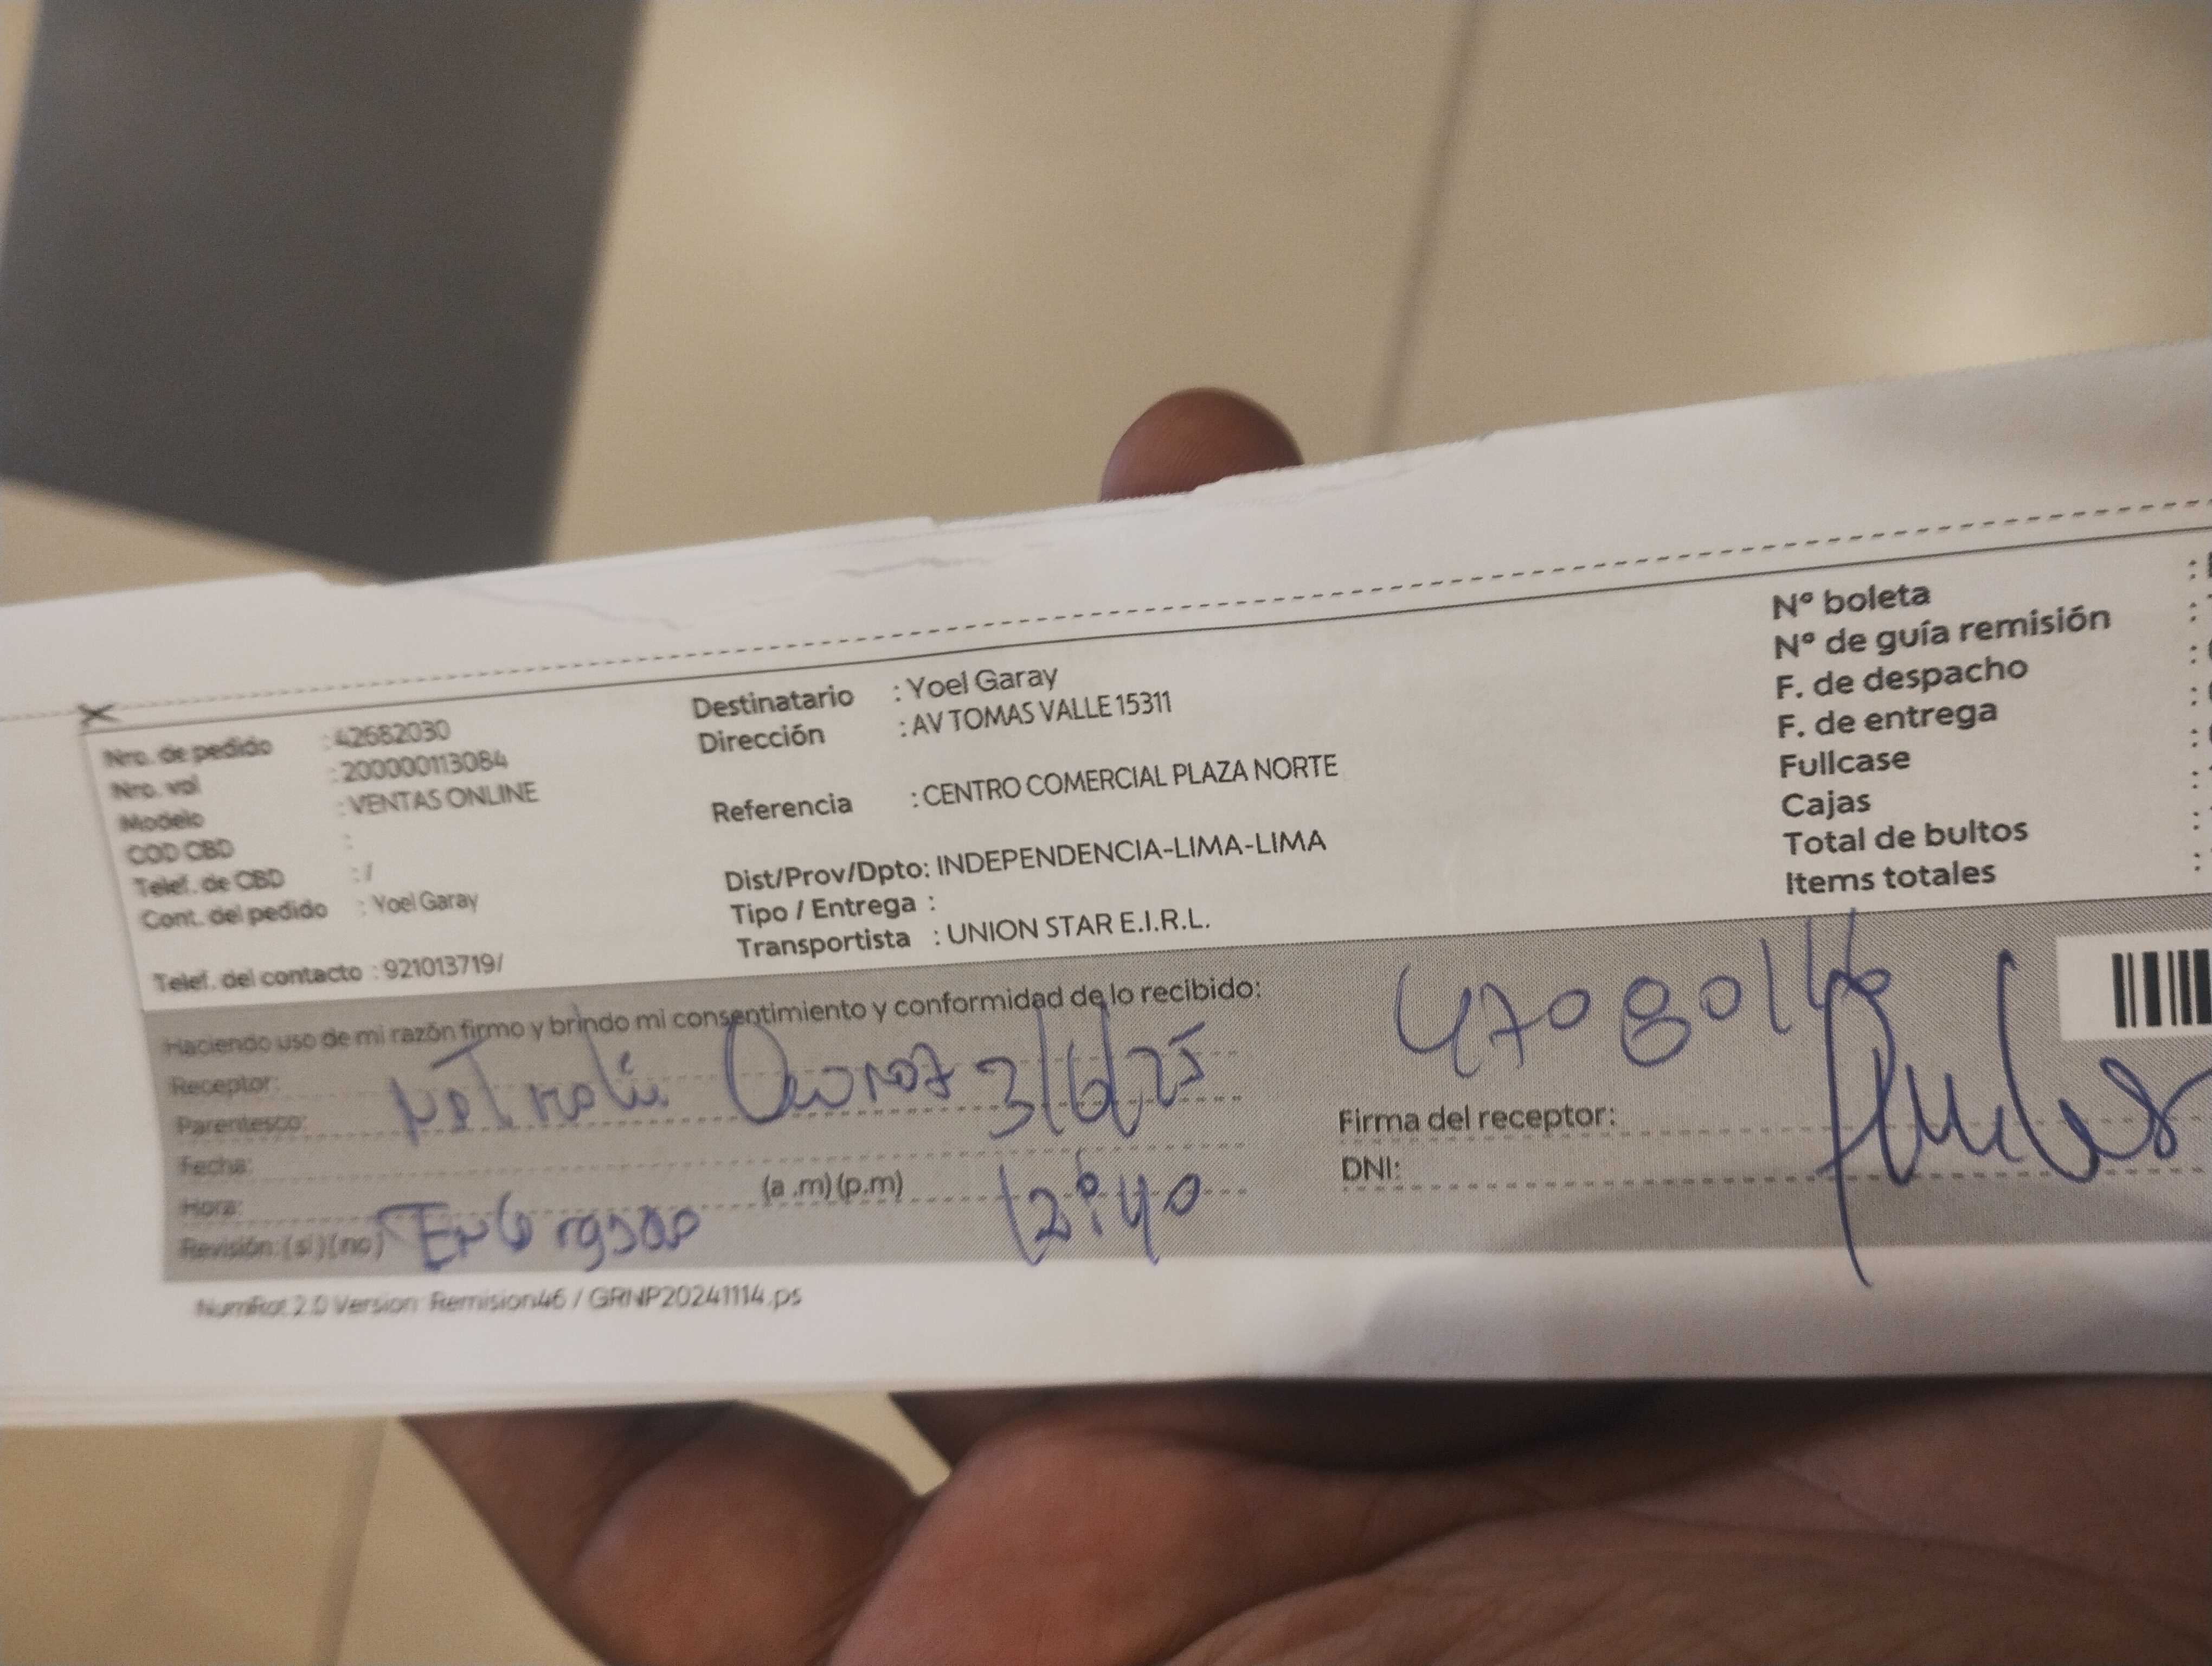 Nro. de pedido : 42682030
Nro. val : 200000113084
Modelo : VENTAS ONLINE
COD CBD :
Telef. de CBD : /
Cont. del pedido : Yoel Garay
Telef. del contacto : 921013719/
Destinatario : Yoel Garay
Dirección : AV TOMAS VALLE 15311
Referencia : CENTRO COMERCIAL PLAZA NORTE
Dist/Prov/Dpto: INDEPENDENCIA-LIMA-LIMA
Tipo / Entrega :
Transportista : UNION STAR E.I.R.L.
N° boleta :
N° de guía remisión :
F. de despacho :
F. de entrega :
Fullcase :
Cajas :
Total de bultos :
Items totales :
Haciendo uso de mi razón firmo y brindo mi consentimiento y conformidad de lo recibido:
Receptor:
Parentesco: 3/6/25
Fecha:
Hora: (a .m) (p.m) 12:40
Revisión: (si) (no)
47080146
Firma del receptor:
DNI:
NumRot 2.0 Version: Remision46 / GRNP20241114.ps